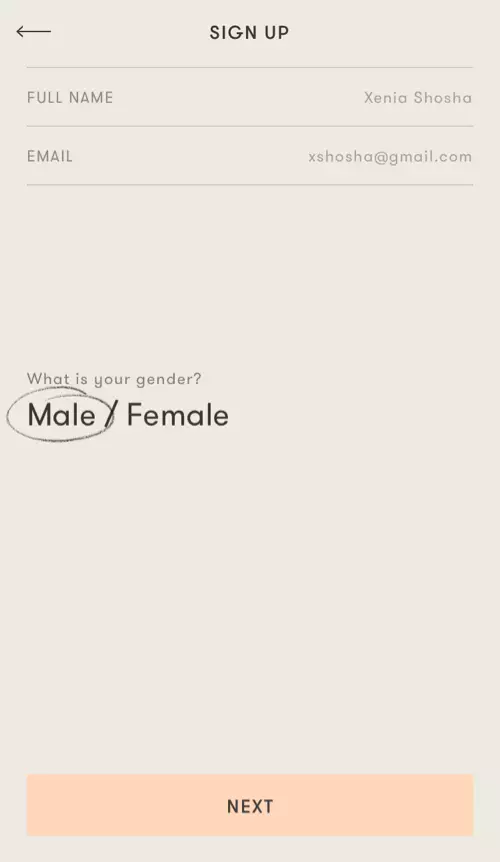 SIGN UP
FULL NAME Xenia Shosha
EMAIL xshosha@gmail.com
What is your gender?
Male / Female
NEXT